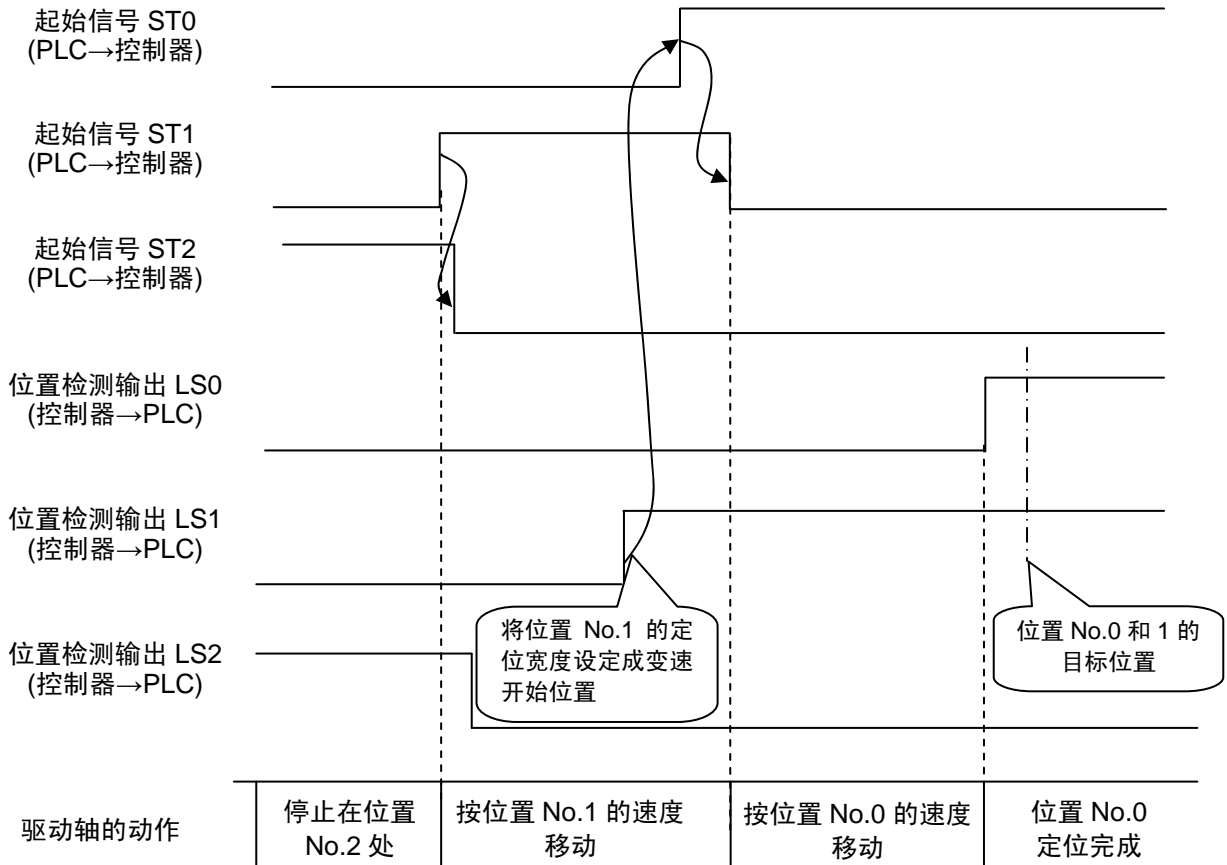 起始信号 ST0
(PLC→控制器)
起始信号 ST1
(PLC→控制器)
起始信号 ST2
(PLC→控制器)
位置检测输出 LS0
(控制器→PLC)
位置检测输出 LS1
(控制器→PLC)
将位置 No.1 的定
位宽度设定成变速
开始位置
位置 No.0 和 1 的
目标位置
位置检测输出 LS2
(控制器→PLC)
驱动轴的动作
停止在位置
No.2 处
按位置 No.1 的速度
移动
按位置 No.0 的速度
移动
位置 No.0
定位完成